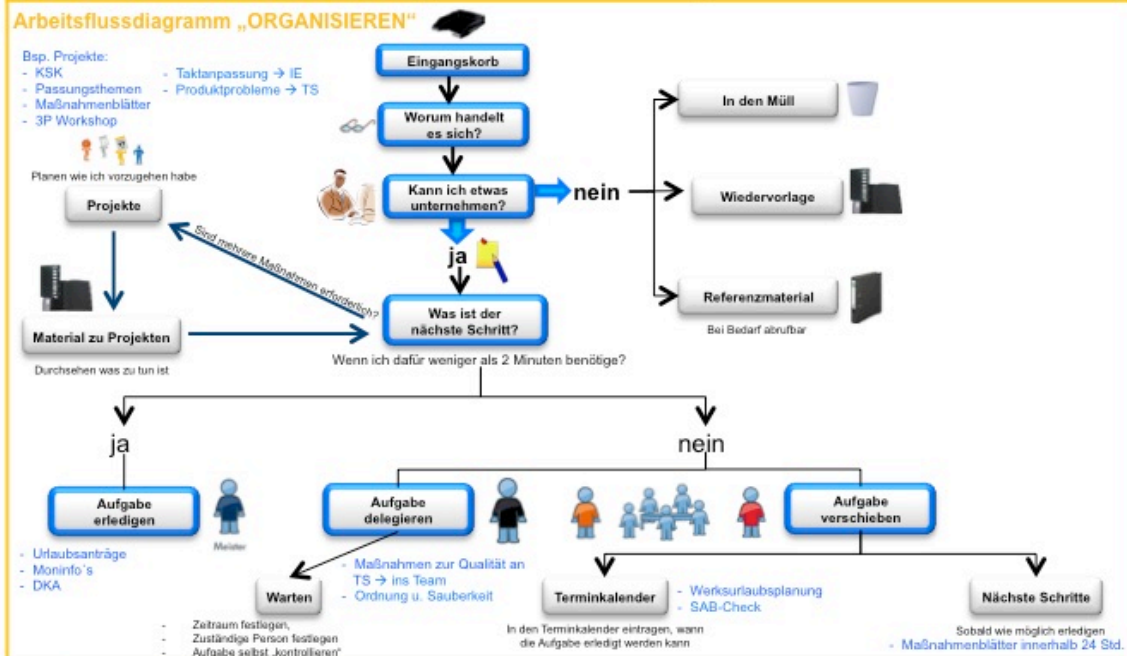 Arbeitsflussdiagramm „ORGANISIEREN“
Bsp. Projekte:
- KSK
- Passungsthemen
- Maßnahmenblätter
- 3P Workshop
- Taktanpassung → IE
- Produktprobleme → TS
Eingangskorb
Worum handelt
es sich?
Kann ich etwas
unternehmen?
nein
In den Müll
Wiedervorlage
Referenzmaterial
Bei Bedarf abrufbar
ja
Planen wie ich vorzugehen habe
Projekte
Sind mehrere Maßnahmen erforderlich?
Material zu Projekten
Durchsehen was zu tun ist
Was ist der
nächste Schritt?
Wenn ich dafür weniger als 2 Minuten benötige?
ja
nein
Aufgabe
erledigen
Meister
- Urlaubsanträge
- Moninfo´s
- DKA
Aufgabe
delegieren
- Maßnahmen zur Qualität an
TS → ins Team
- Ordnung u. Sauberkeit
Warten
- Zeitraum festlegen,
- Zuständige Person festlegen
- Aufgabe selbst „kontrollieren“
Aufgabe
verschieben
Terminkalender
- Werksurlaubsplanung
- SAB-Check
In den Terminkalender eintragen, wann
die Aufgabe erledigt werden kann
Nächste Schritte
Sobald wie möglich erledigen
- Maßnahmenblätter innerhalb 24 Std.